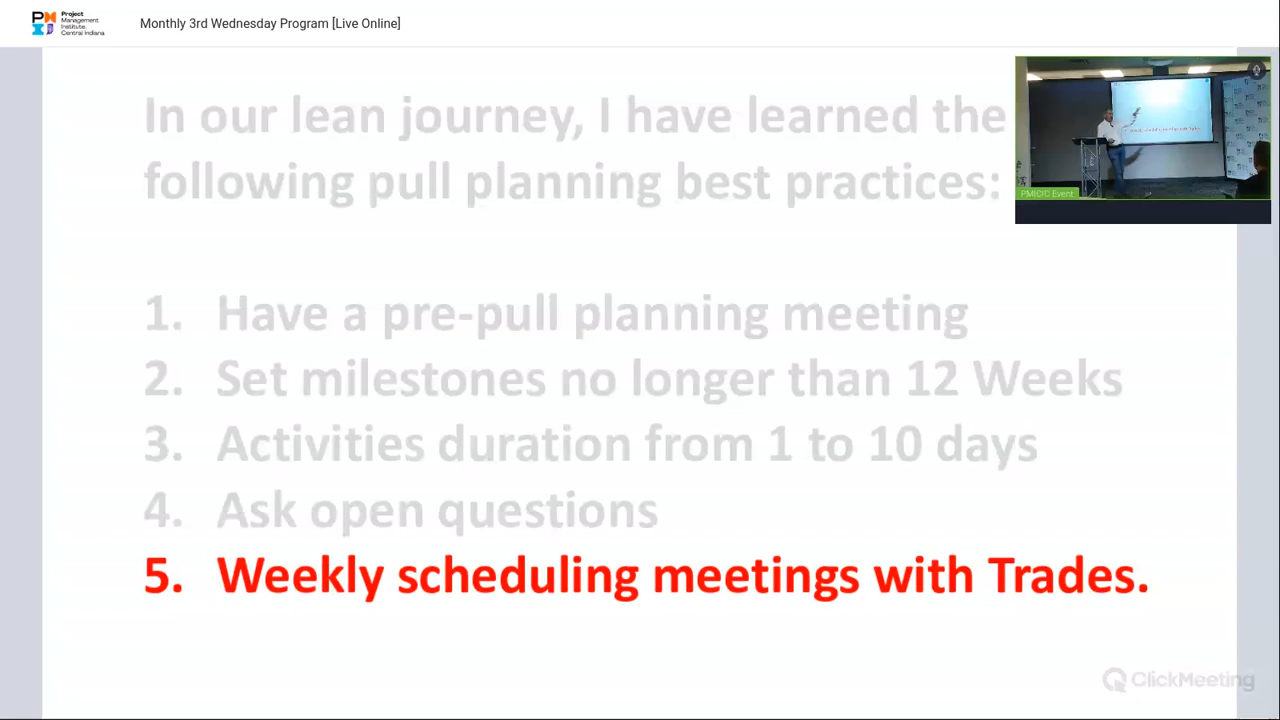 Project
Management
Institute.
Central Indiana
Monthly 3rd Wednesday Program [Live Online]
In our lean journey, I have learned the
following pull planning best practices:
PMICIC Event
1. Have a pre-pull planning meeting
2. Set milestones no longer than 12 Weeks
3. Activities duration from 1 to 10 days
4. Ask open questions
5. Weekly scheduling meetings with Trades.
ClickMeeting